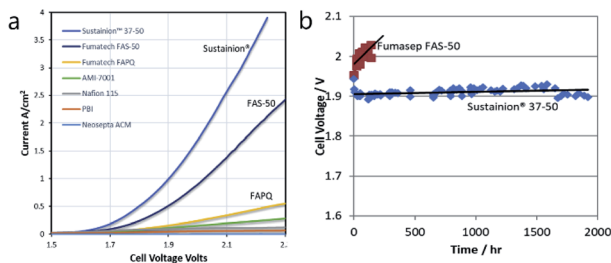 a
4
3.5
3
2.5
2
1.5
1
0.5
0
Current A/cm²
Sustainion™ 37-50
Fumatech FAS-50
Fumatech FAPQ
AMI-7001
Nafion 115
PBI
Neosepta ACM
Sustainion®
FAS-50
FAPQ
1.5
1.7
1.9
2.1
2.
Cell Voltage Volts
b
2.1
2
1.9
1.8
1.7
1.6
Cell Voltage / V
Fumasep FAS-50
Sustainion® 37-50
0
500
1000
1500
2000
Time / hr